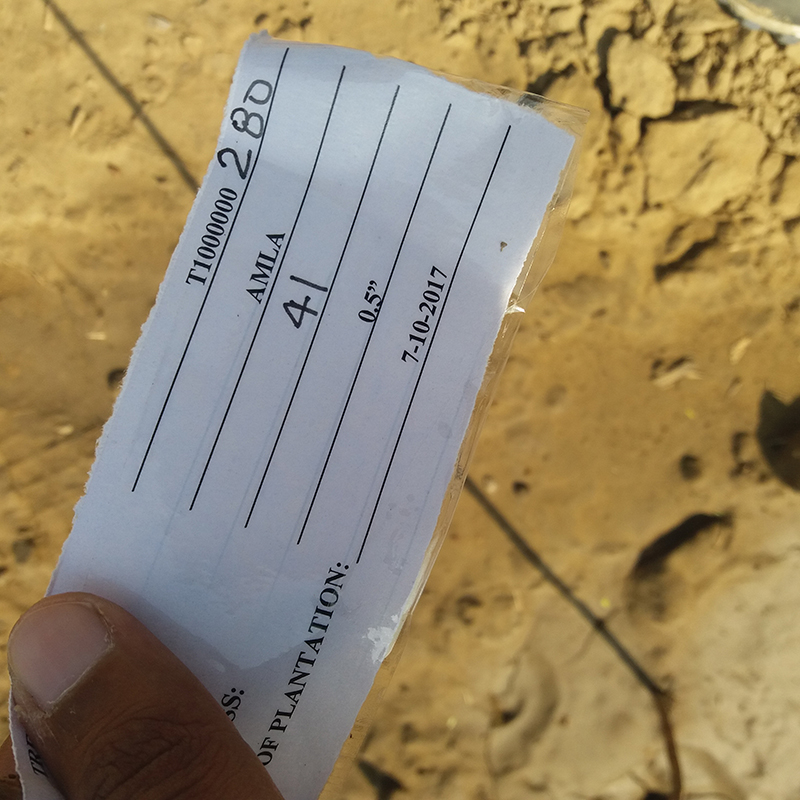 T1000000 280
AMLA
41
0.5”
OF PLANTATION: 7-10-2017